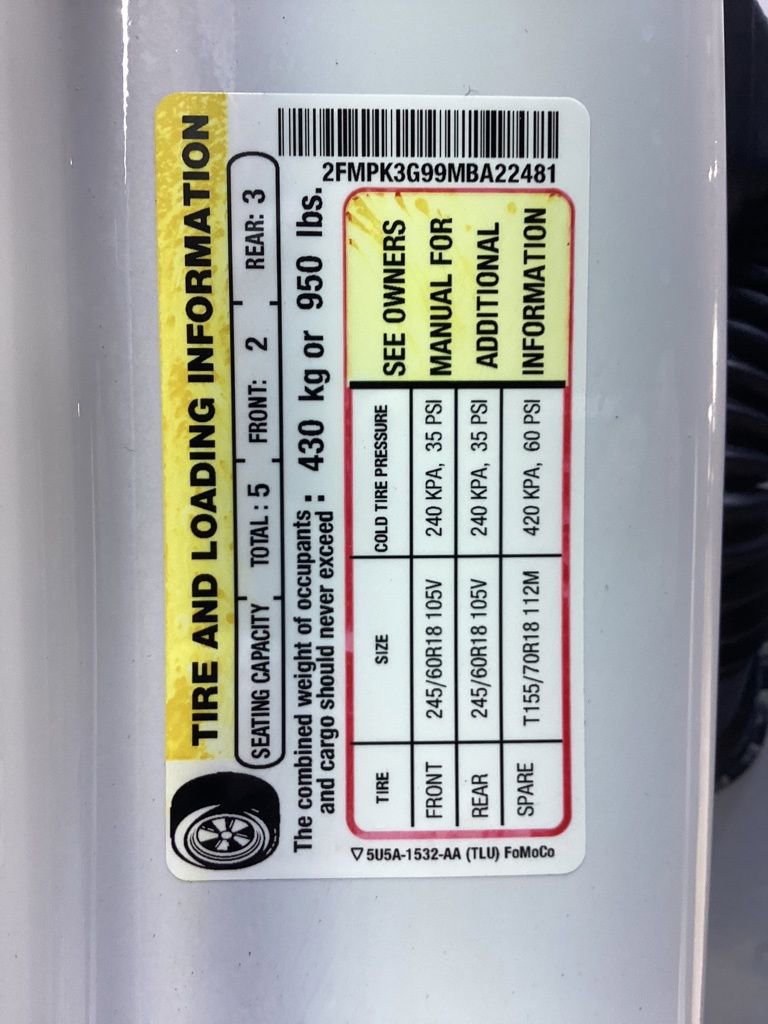 TIRE AND LOADING INFORMATION
SEATING CAPACITY TOTAL : 5 FRONT: 2 REAR: 3
The combined weight of occupants
and cargo should never exceed : 430 kg or 950 lbs.
2FMPK3G99MBA22481
TIRE SIZE COLD TIRE PRESSURE
FRONT 245/60R18 105V 240 KPA, 35 PSI
REAR 245/60R18 105V 240 KPA, 35 PSI
SPARE T155/70R18 112M 420 KPA, 60 PSI
SEE OWNERS
MANUAL FOR
ADDITIONAL
INFORMATION
5U5A-1532-AA (TLU) FoMoCo